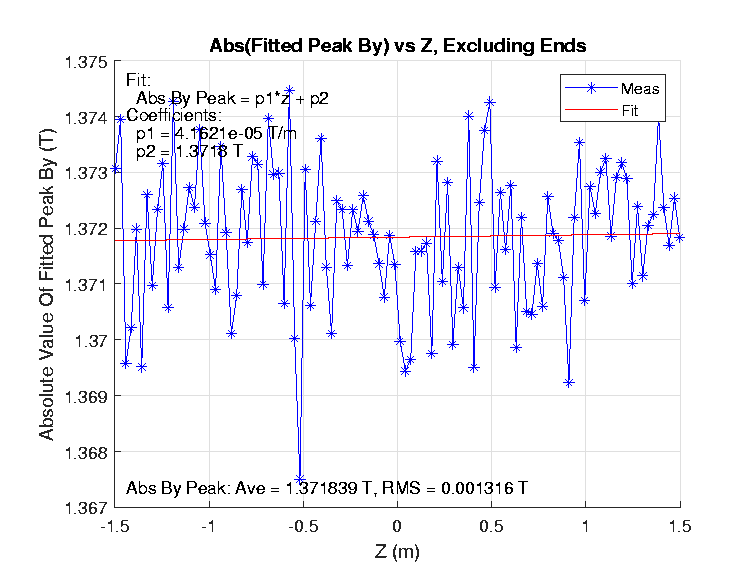 Abs(Fitted Peak By) vs Z, Excluding Ends
1.375
1.374
1.373
1.372
1.371
1.37
1.369
1.368
1.367
Absolute Value Of Fitted Peak By (T)
Fit:
Abs By Peak = p1*z + p2
Coefficients:
p1 = 4.1621e-05 T/m
p2 = 1.3718 T
Meas
Fit
Abs By Peak: Ave = 1.371839 T, RMS = 0.001316 T
-1.5 -1 -0.5 0 0.5 1 1.5
Z (m)